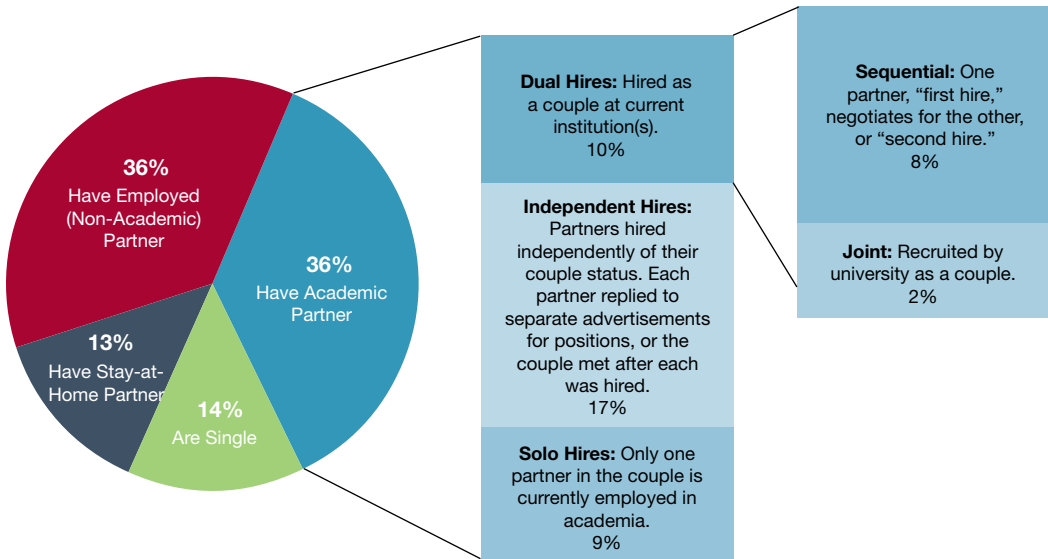 36%
Have Employed
(Non-Academic)
Partner
36%
Have Academic
Partner
13%
Have Stay-at-
Home Partner
14%
Are Single
Dual Hires: Hired as
a couple at current
institution(s).
10%
Independent Hires:
Partners hired
independently of their
couple status. Each
partner replied to
separate advertisements
for positions, or the
couple met after each
was hired.
17%
Solo Hires: Only one
partner in the couple is
currently employed in
academia.
9%
Sequential: One
partner, “first hire,”
negotiates for the other,
or “second hire.”
8%
Joint: Recruited by
university as a couple.
2%